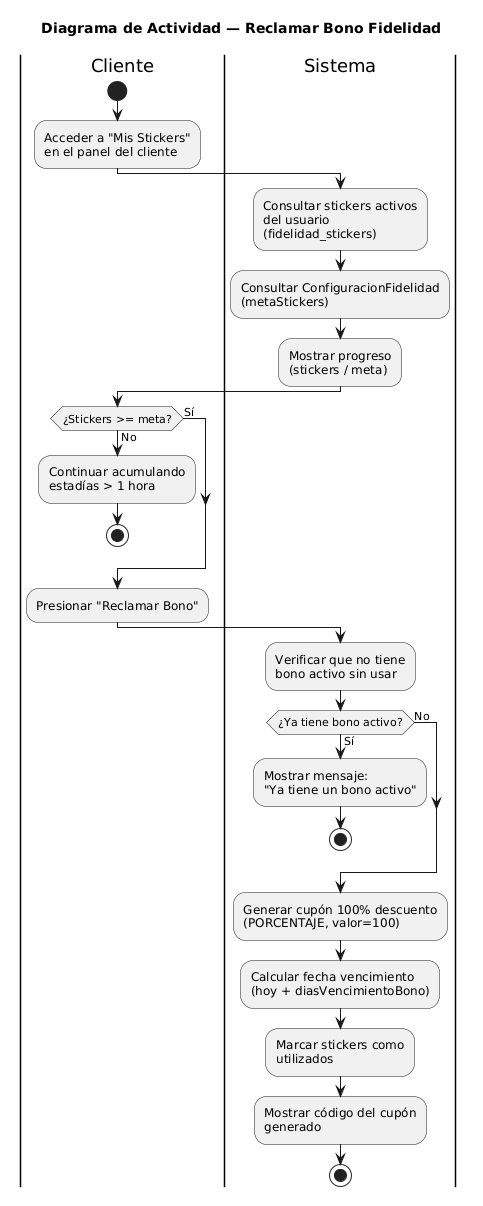 Diagrama de Actividad — Reclamar Bono Fidelidad
Cliente
Sistema
Acceder a "Mis Stickers"
en el panel del cliente
Consultar stickers activos
del usuario
(fidelidad_stickers)
Consultar ConfiguracionFidelidad
(metaStickers)
Mostrar progreso
(stickers / meta)
¿Stickers >= meta?
Sí
No
Continuar acumulando
estadías > 1 hora
Presionar "Reclamar Bono"
Verificar que no tiene
bono activo sin usar
¿Ya tiene bono activo?
No
Sí
Mostrar mensaje:
"Ya tiene un bono activo"
Generar cupón 100% descuento
(PORCENTAJE, valor=100)
Calcular fecha vencimiento
(hoy + diasVencimientoBono)
Marcar stickers como
utilizados
Mostrar código del cupón
generado